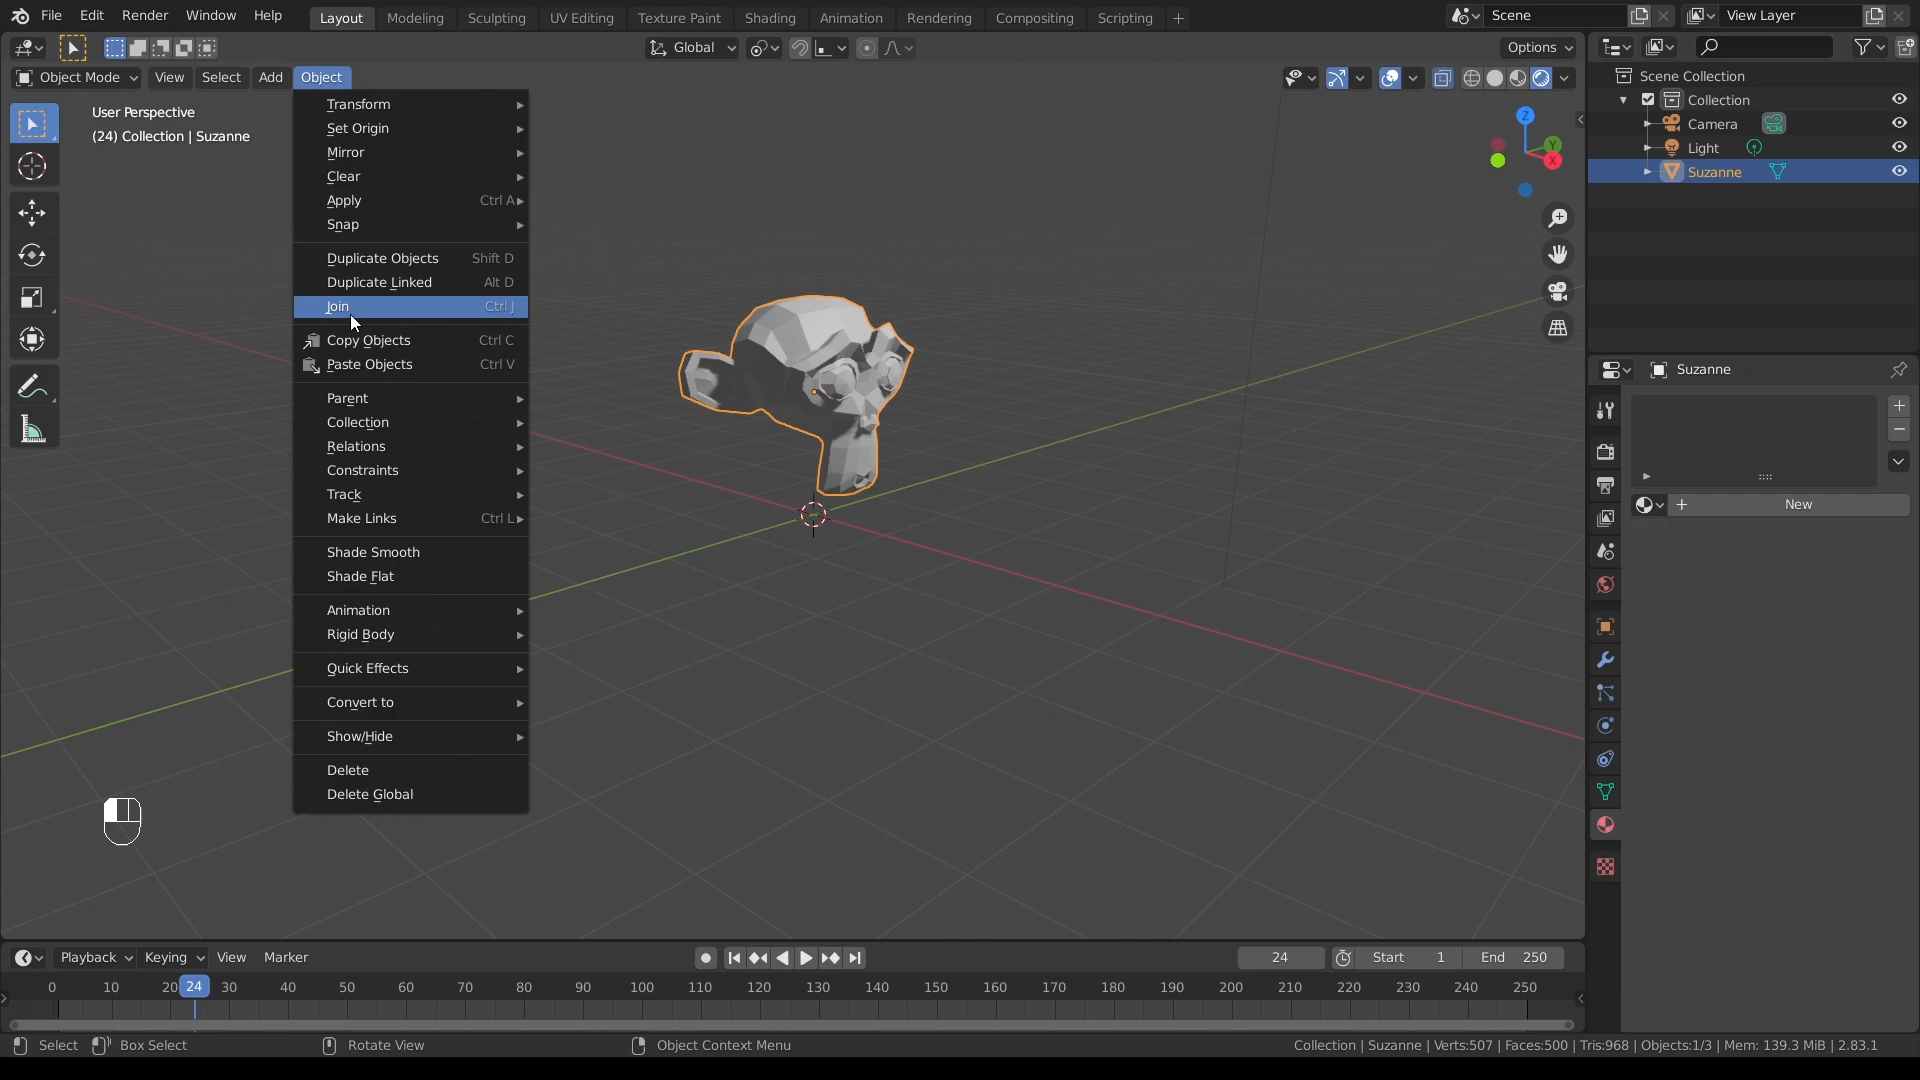 File Edit Render Window Help Layout Modeling Sculpting UV Editing Texture Paint Shading Animation Rendering Compositing Scripting + Scene View Layer
Global Options
Object Mode View Select Add Object
User Perspective
(24) Collection | Suzanne
Transform
Set Origin
Mirror
Clear
Apply Ctrl A
Snap
Duplicate Objects Shift D
Duplicate Linked Alt D
Join Ctrl J
Copy Objects Ctrl C
Paste Objects Ctrl V
Parent
Collection
Relations
Constraints
Track
Make Links Ctrl L
Shade Smooth
Shade Flat
Animation
Rigid Body
Quick Effects
Convert to
Show/Hide
Delete
Delete Global
Z
Y
X
Scene Collection
Collection
Camera
Light
Suzanne
Suzanne
+ New
Playback Keying View Marker 24 Start 1 End 250
0 10 20 24 30 40 50 60 70 80 90 100 110 120 130 140 150 160 170 180 190 200 210 220 230 240 250
Select Box Select Rotate View Object Context Menu Collection | Suzanne | Verts:507 | Faces:500 | Tris:968 | Objects:1/3 | Mem: 139.3 MiB | 2.83.1